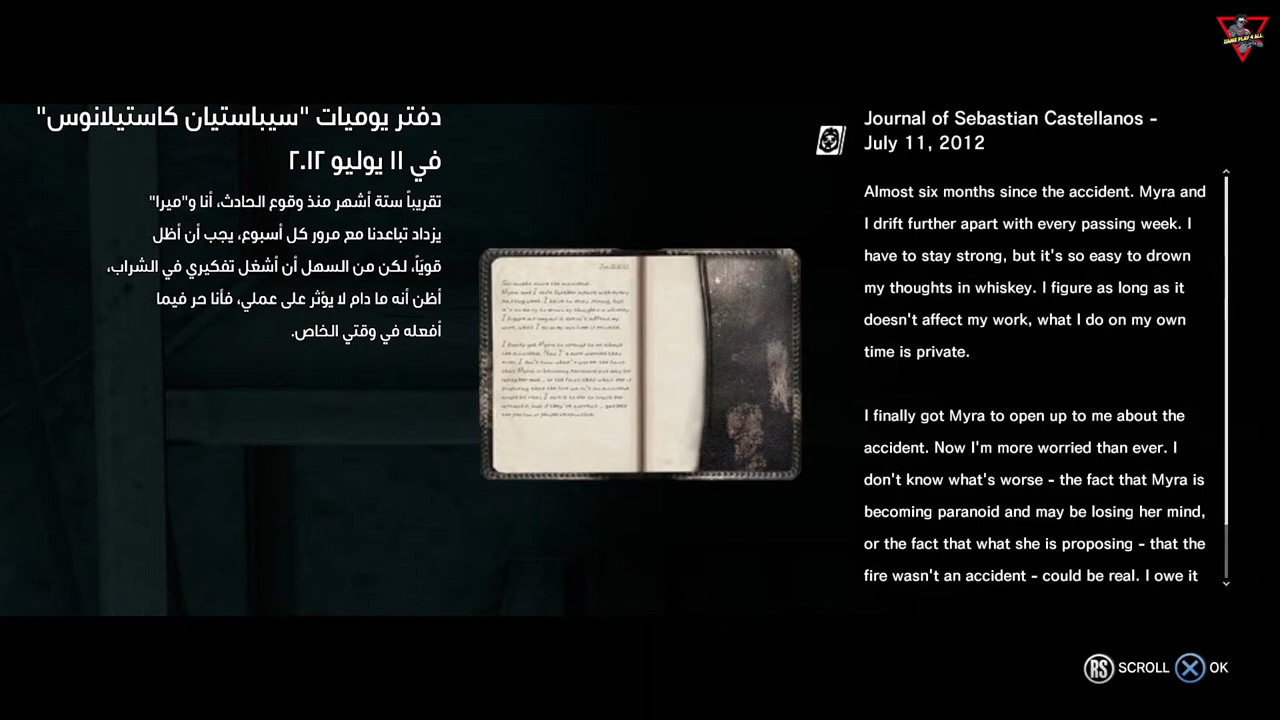 GAME PLAY 4 ALL
دفتر يوميات "سيباستيان كاستيلانوس"
في ١١ يوليو ٢٠١٢
تقريباً ستة أشهر منذ وقوع الحادث، أنا و"ميرا"
يزداد تباعدنا مع مرور كل أسبوع، يجب أن أظل
قويَاً، لكن من السهل أن أشغل تفكيري في الشراب،
أظن أنه ما دام لا يؤثر على عملي، فأنا حر فيما
أفعله في وقتي الخاص.
Journal of Sebastian Castellanos -
July 11, 2012
Almost six months since the accident. Myra and
I drift further apart with every passing week. I
have to stay strong, but it's so easy to drown
my thoughts in whiskey. I figure as long as it
doesn't affect my work, what I do on my own
time is private.
I finally got Myra to open up to me about the
accident. Now I'm more worried than ever. I
don't know what's worse - the fact that Myra is
becoming paranoid and may be losing her mind,
or the fact that what she is proposing - that the
fire wasn't an accident - could be real. I owe it
RS SCROLL OK